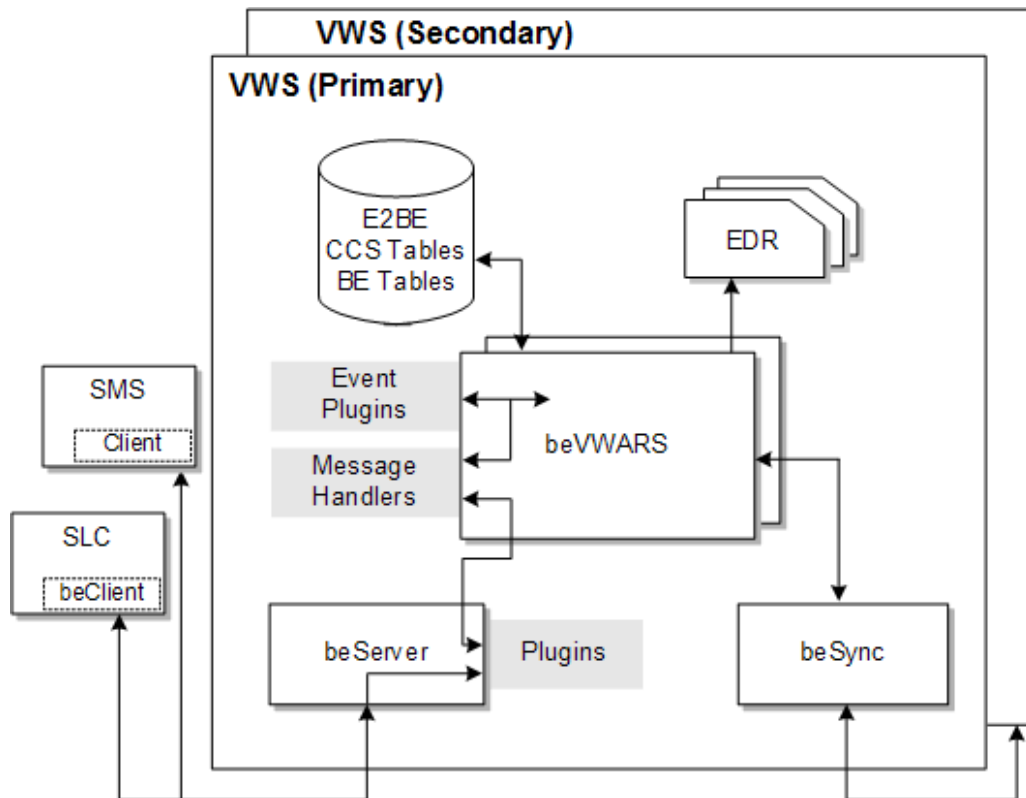 VWS (Secondary)
VWS (Primary)
E2BE
CCS Tables
BE Tables
EDR
Event
Plugins
beVWARS
Message
Handlers
SMS
Client
SLC
beClient
beServer
Plugins
beSync